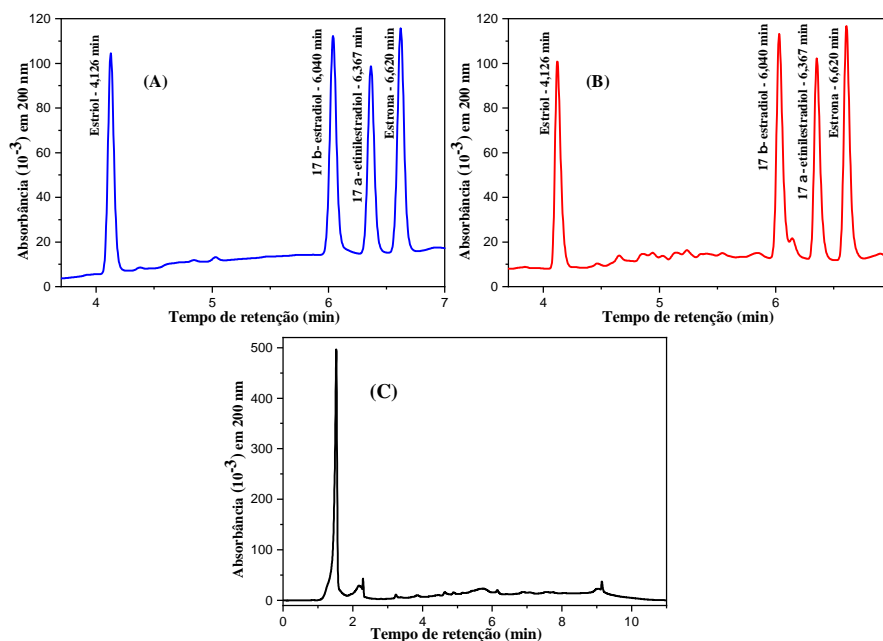 120
100
80
60
40
20
0
Absorbância (10⁻³) em 200 nm
Estriol - 4,126 min
(A)
17 b- estradiol - 6,040 min
17 a - etinilestradiol - 6,367 min
Estrona - 6,620 min
4 5 6 7
Tempo de retenção (min)
120
100
80
60
40
20
0
Absorbância (10⁻³) em 200 nm
Estriol - 4,126 min
(B)
17 b- estradiol - 6,040 min
17 a - etinilestradiol - 6,367 min
Estrona - 6,620 min
4 5 6
Tempo de retenção (min)
500
400
300
200
100
0
Absorbância (10⁻³) em 200 nm
(C)
0 2 4 6 8 10
Tempo de retenção (min)